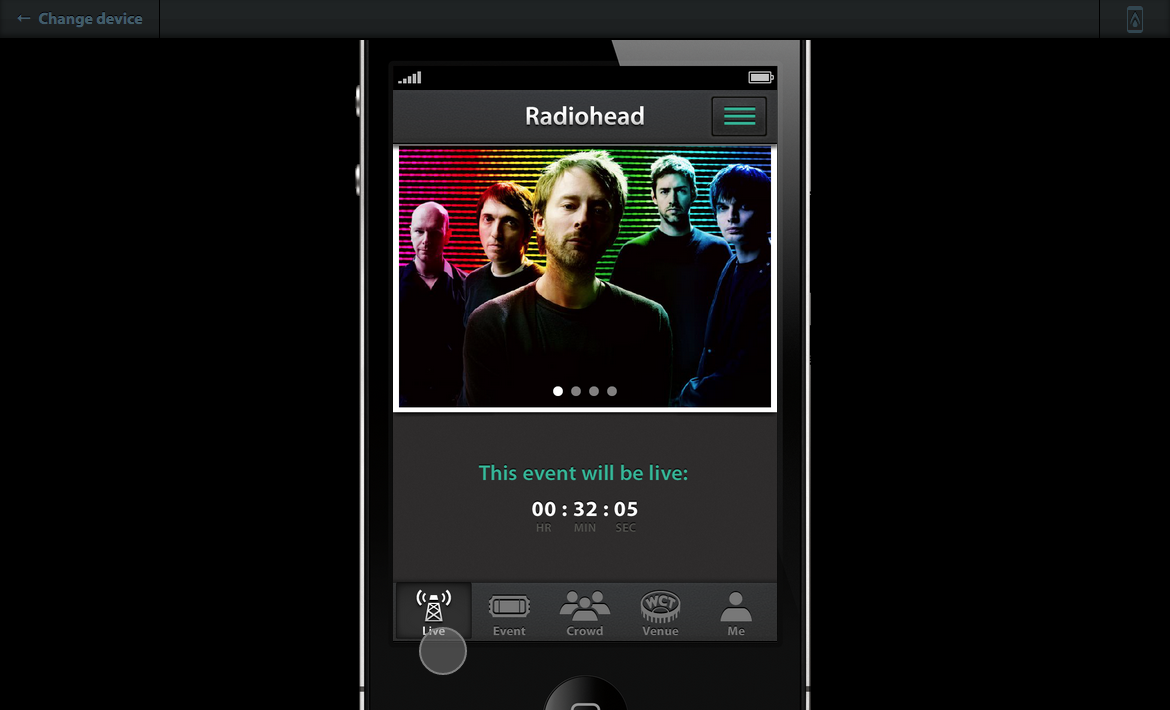 ← Change device
Radiohead
This event will be live:
00 : 32 : 05
HR MIN SEC
WCT
Live Event Crowd Venue Me